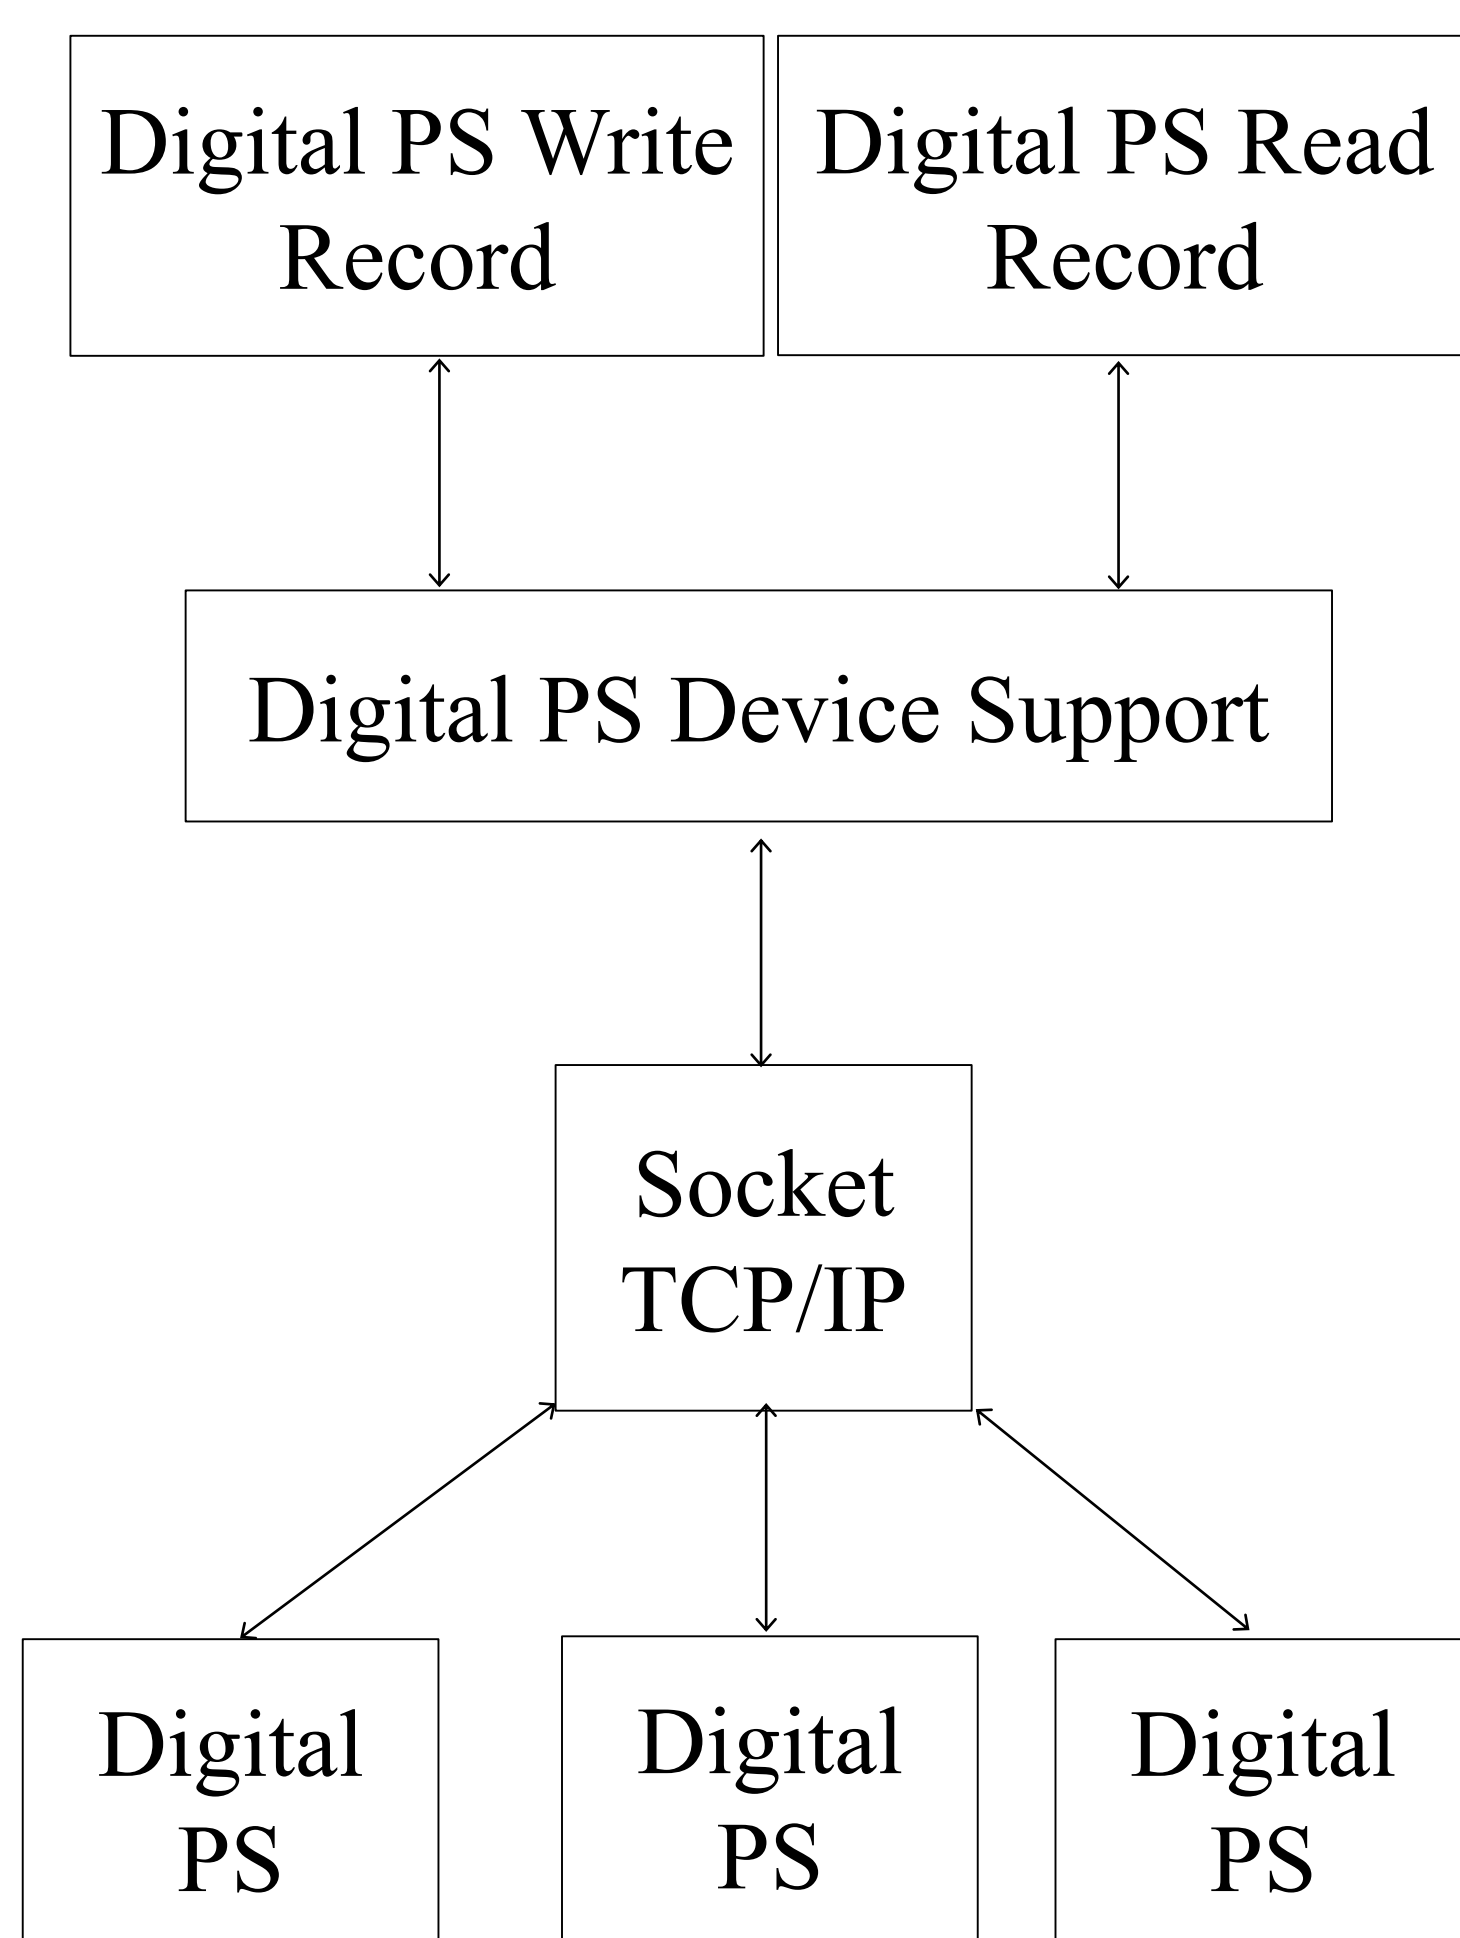 Digital PS Write
Record
Digital PS Read
Record
Digital PS Device Support
Socket
TCP/IP
Digital
PS
Digital
PS
Digital
PS